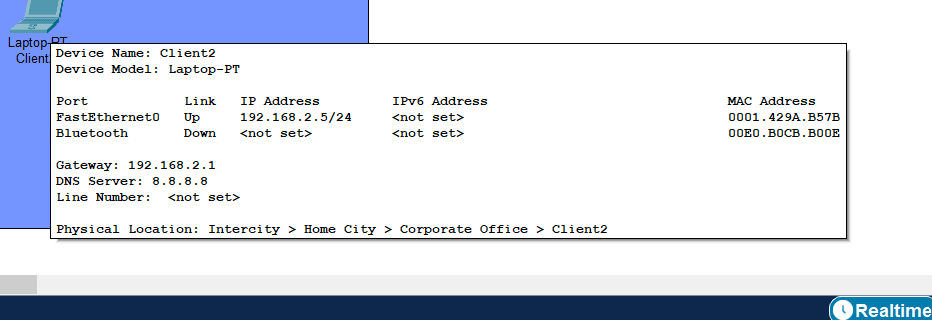 Laptop-PT
Client
Device Name: Client2
Device Model: Laptop-PT
Port Link IP Address IPv6 Address MAC Address
FastEthernet0 Up 192.168.2.5/24 <not set> 0001.429A.B57B
Bluetooth Down <not set> <not set> 00E0.B0CB.B00E
Gateway: 192.168.2.1
DNS Server: 8.8.8.8
Line Number: <not set>
Physical Location: Intercity > Home City > Corporate Office > Client2
Realtime